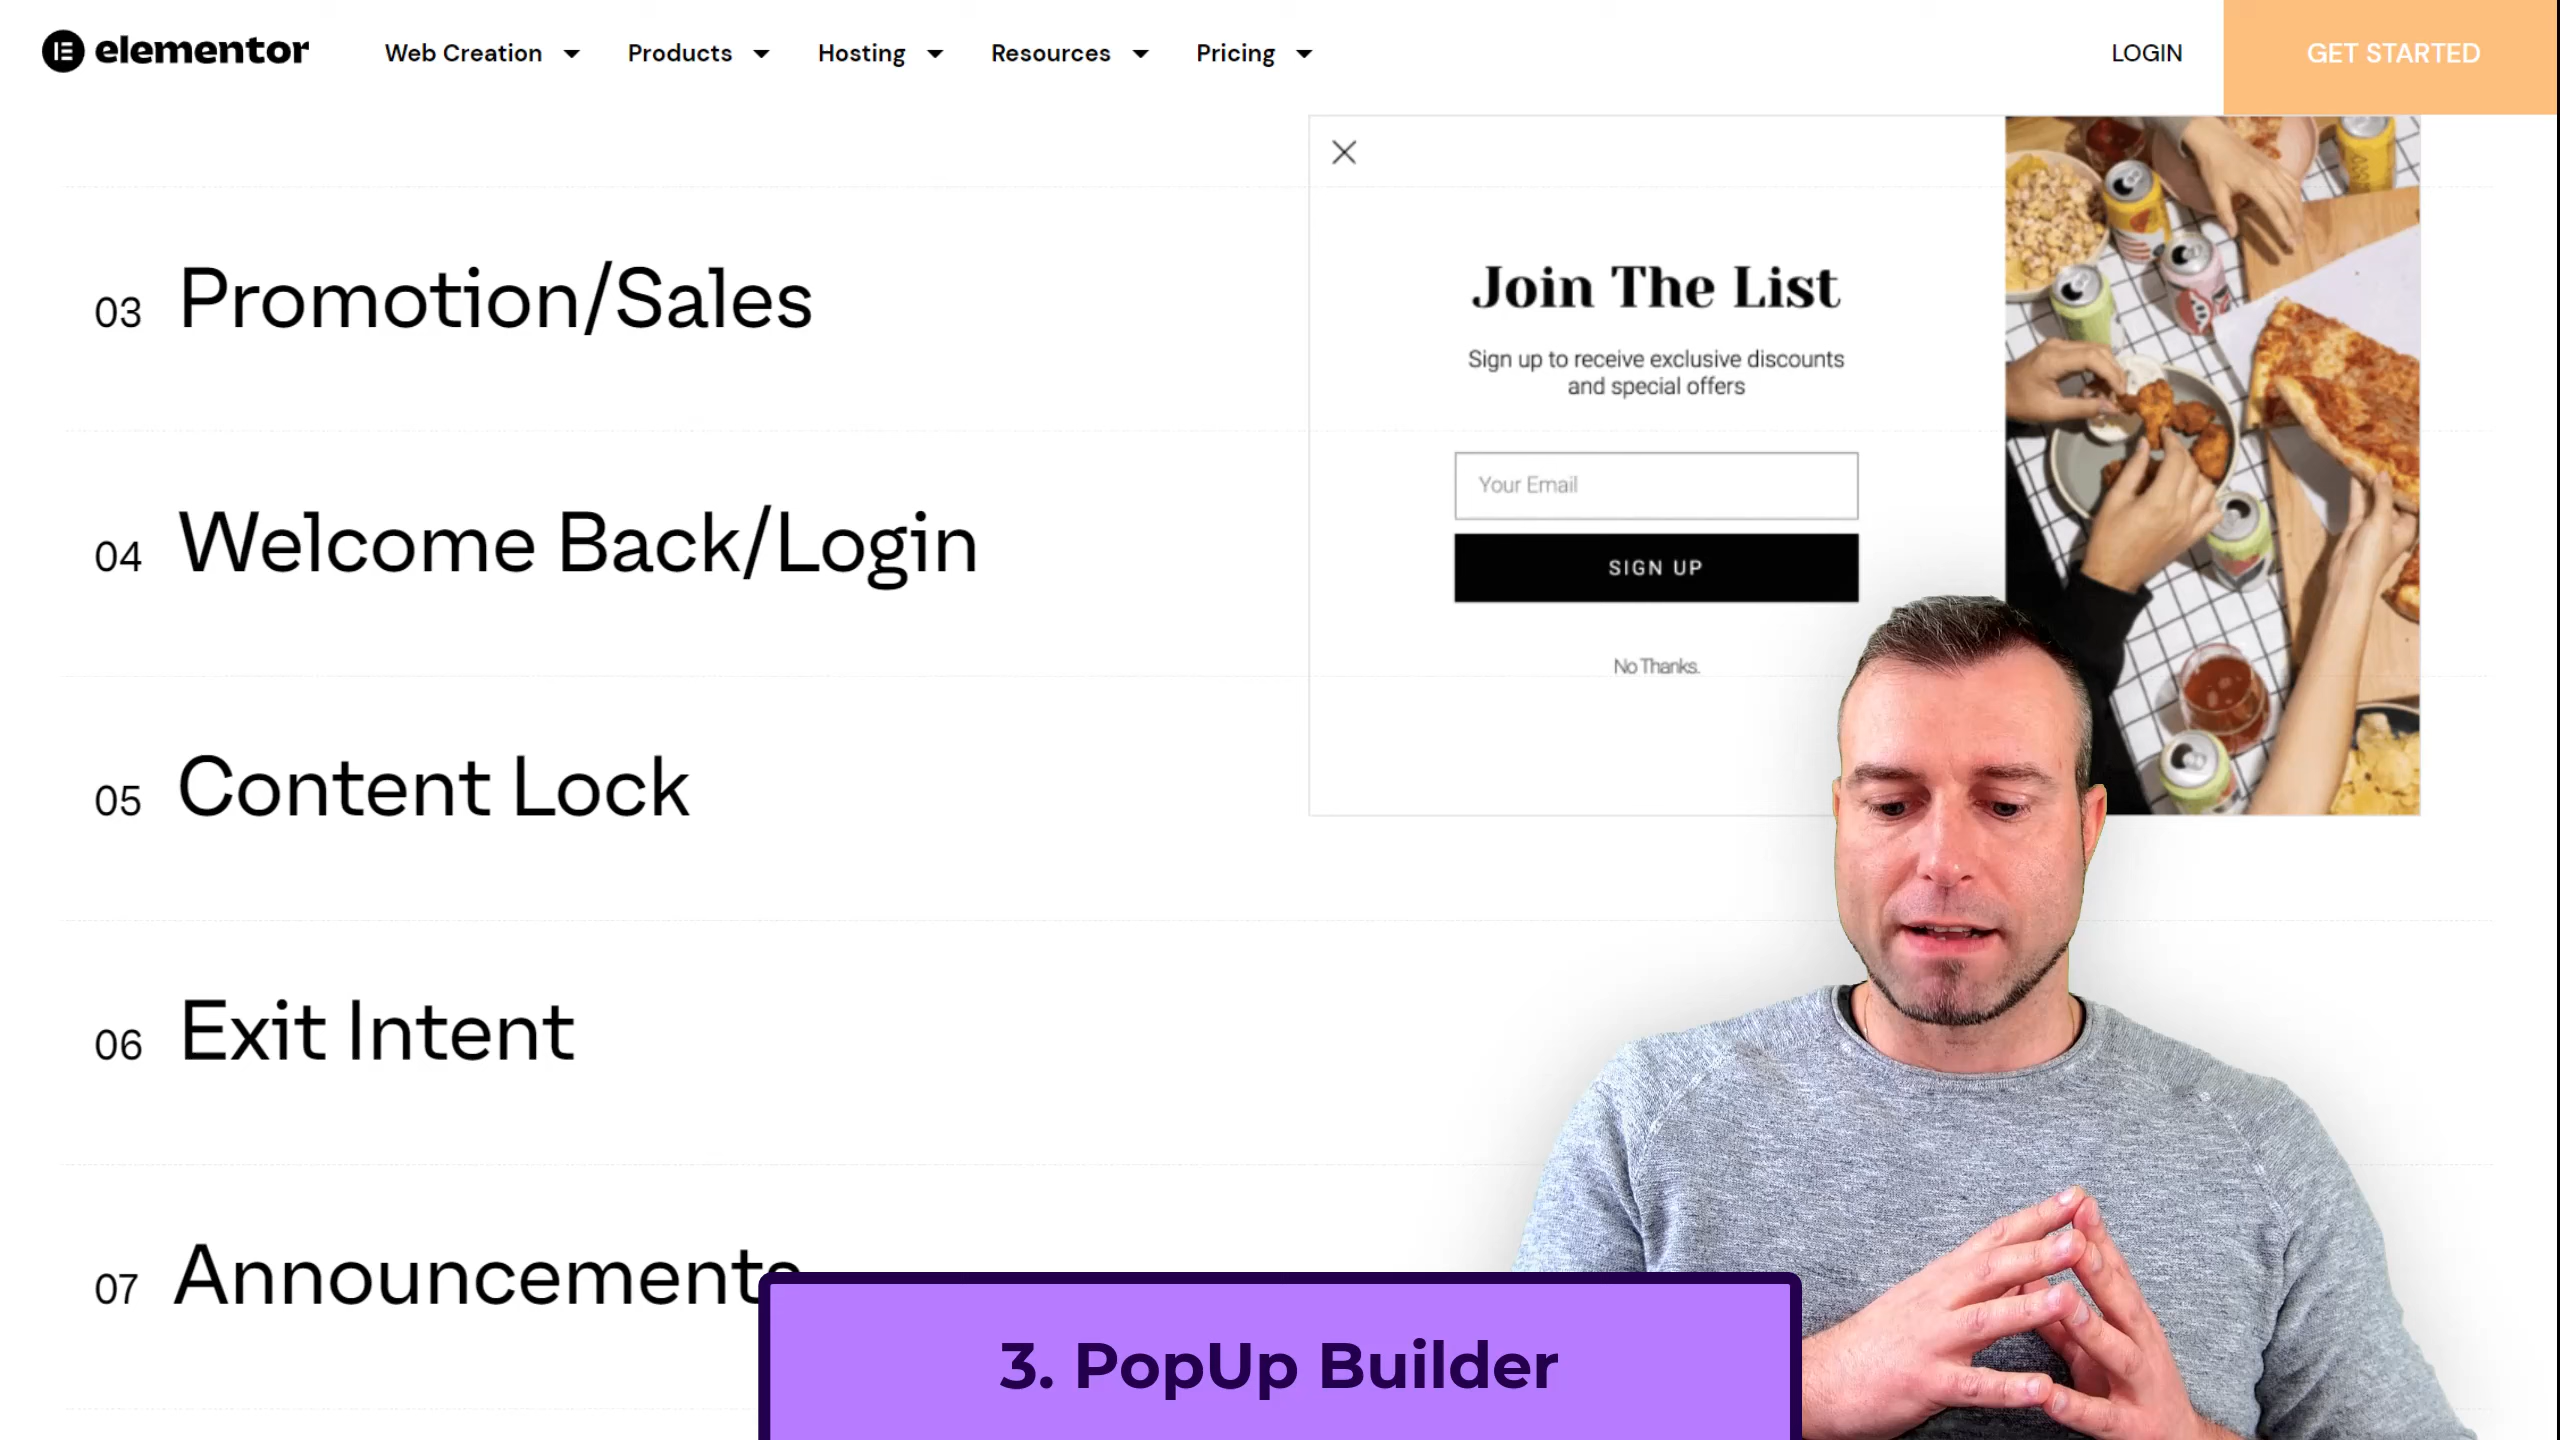 elementor
Web Creation
Products
Hosting
Resources
Pricing
LOGIN
GET STARTED
03 Promotion/Sales
04 Welcome Back/Login
05 Content Lock
06 Exit Intent
07 Announcements
Join The List
Sign up to receive exclusive discounts
and special offers
Your Email
SIGN UP
No Thanks.
3. PopUp Builder